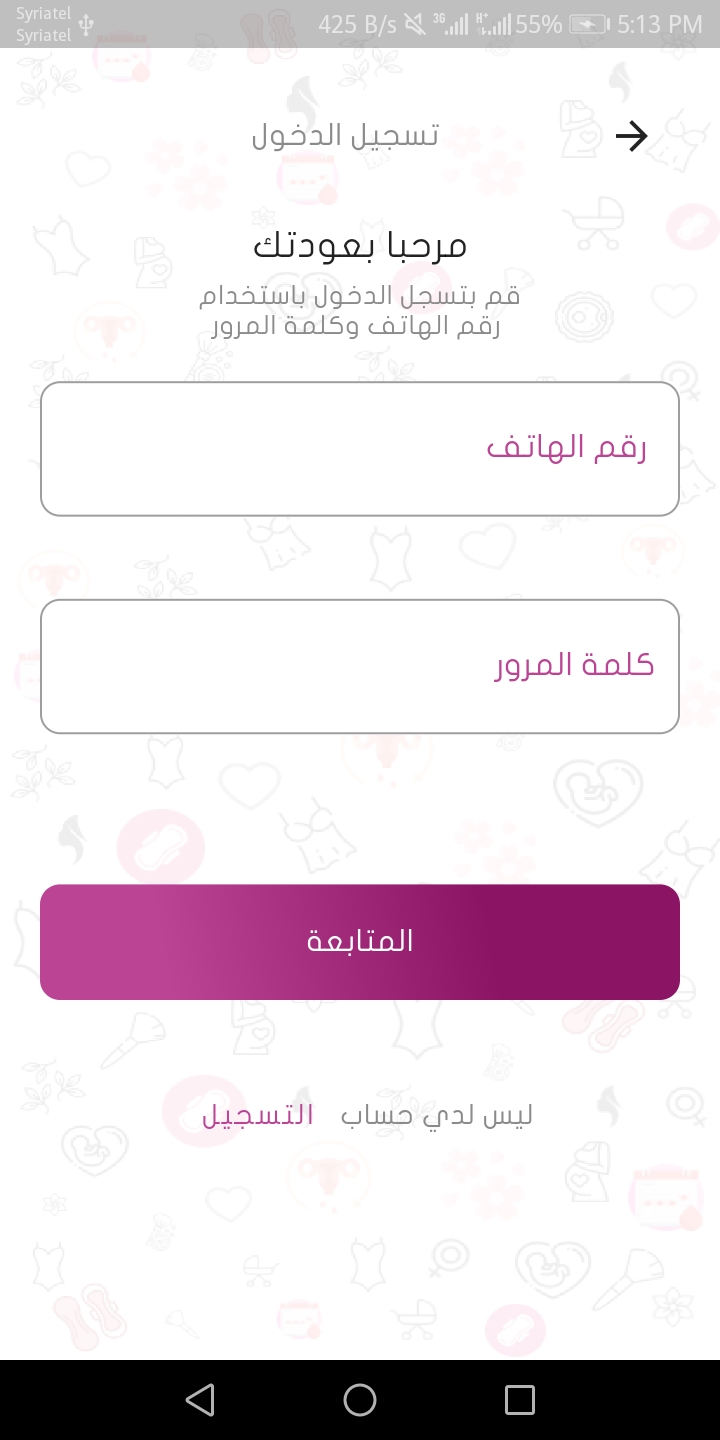 Syriatel
Syriatel
425 B/s 3G H+ 55% 5:13 PM
تسجيل الدخول
مرحبا بعودتك
قم بتسجل الدخول باستخدام
رقم الهاتف وكلمة المرور
رقم الهاتف
كلمة المرور
المتابعة
ليس لدي حساب التسجيل